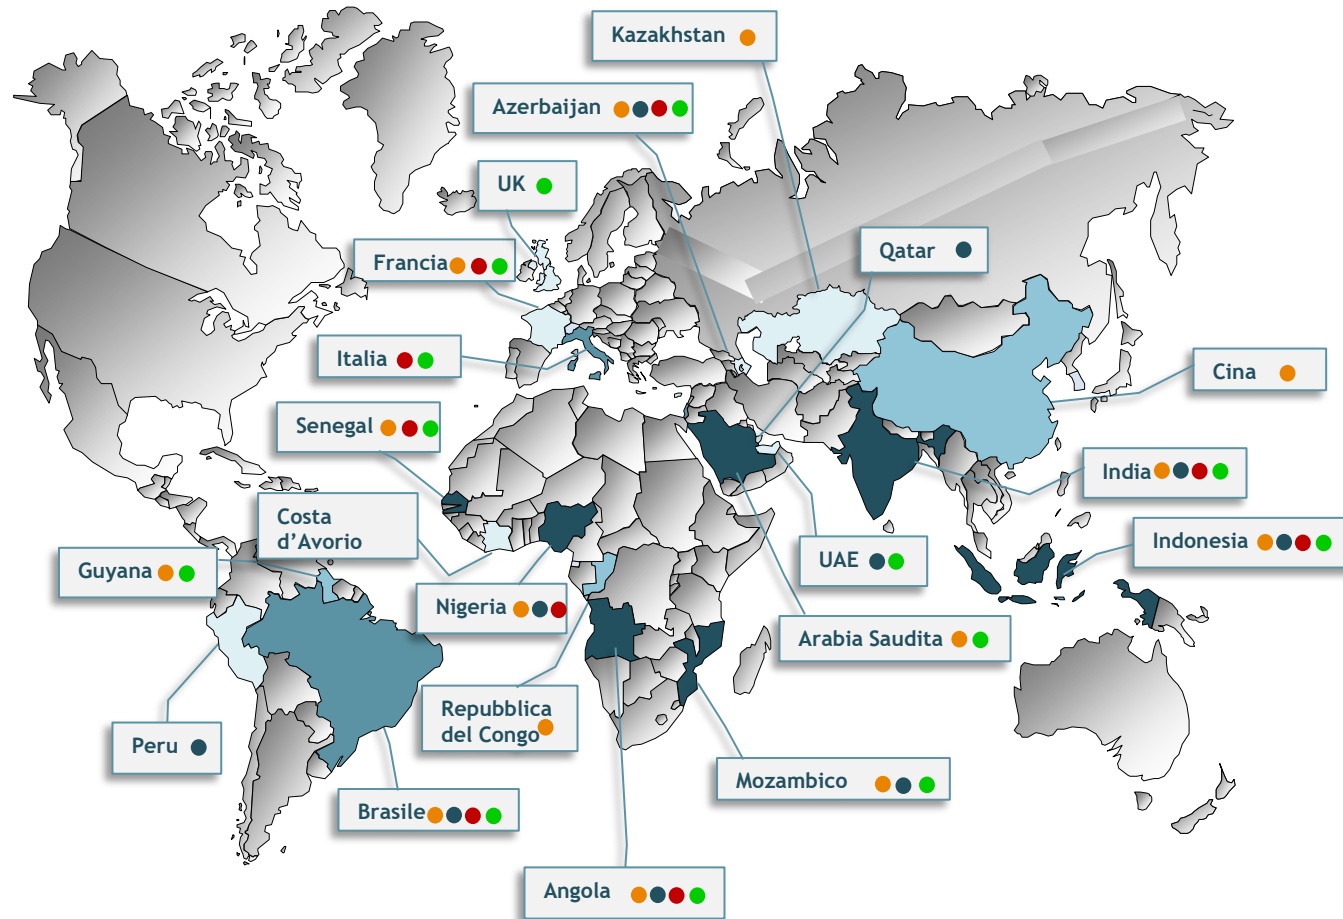 Kazakhstan
Azerbaijan
UK
Qatar
Francia
Italia
Cina
Senegal
India
Costa
d’Avorio
Indonesia
UAE
Guyana
Nigeria
Arabia Saudita
Repubblica
del Congo
Peru
Mozambico
Brasile
Angola